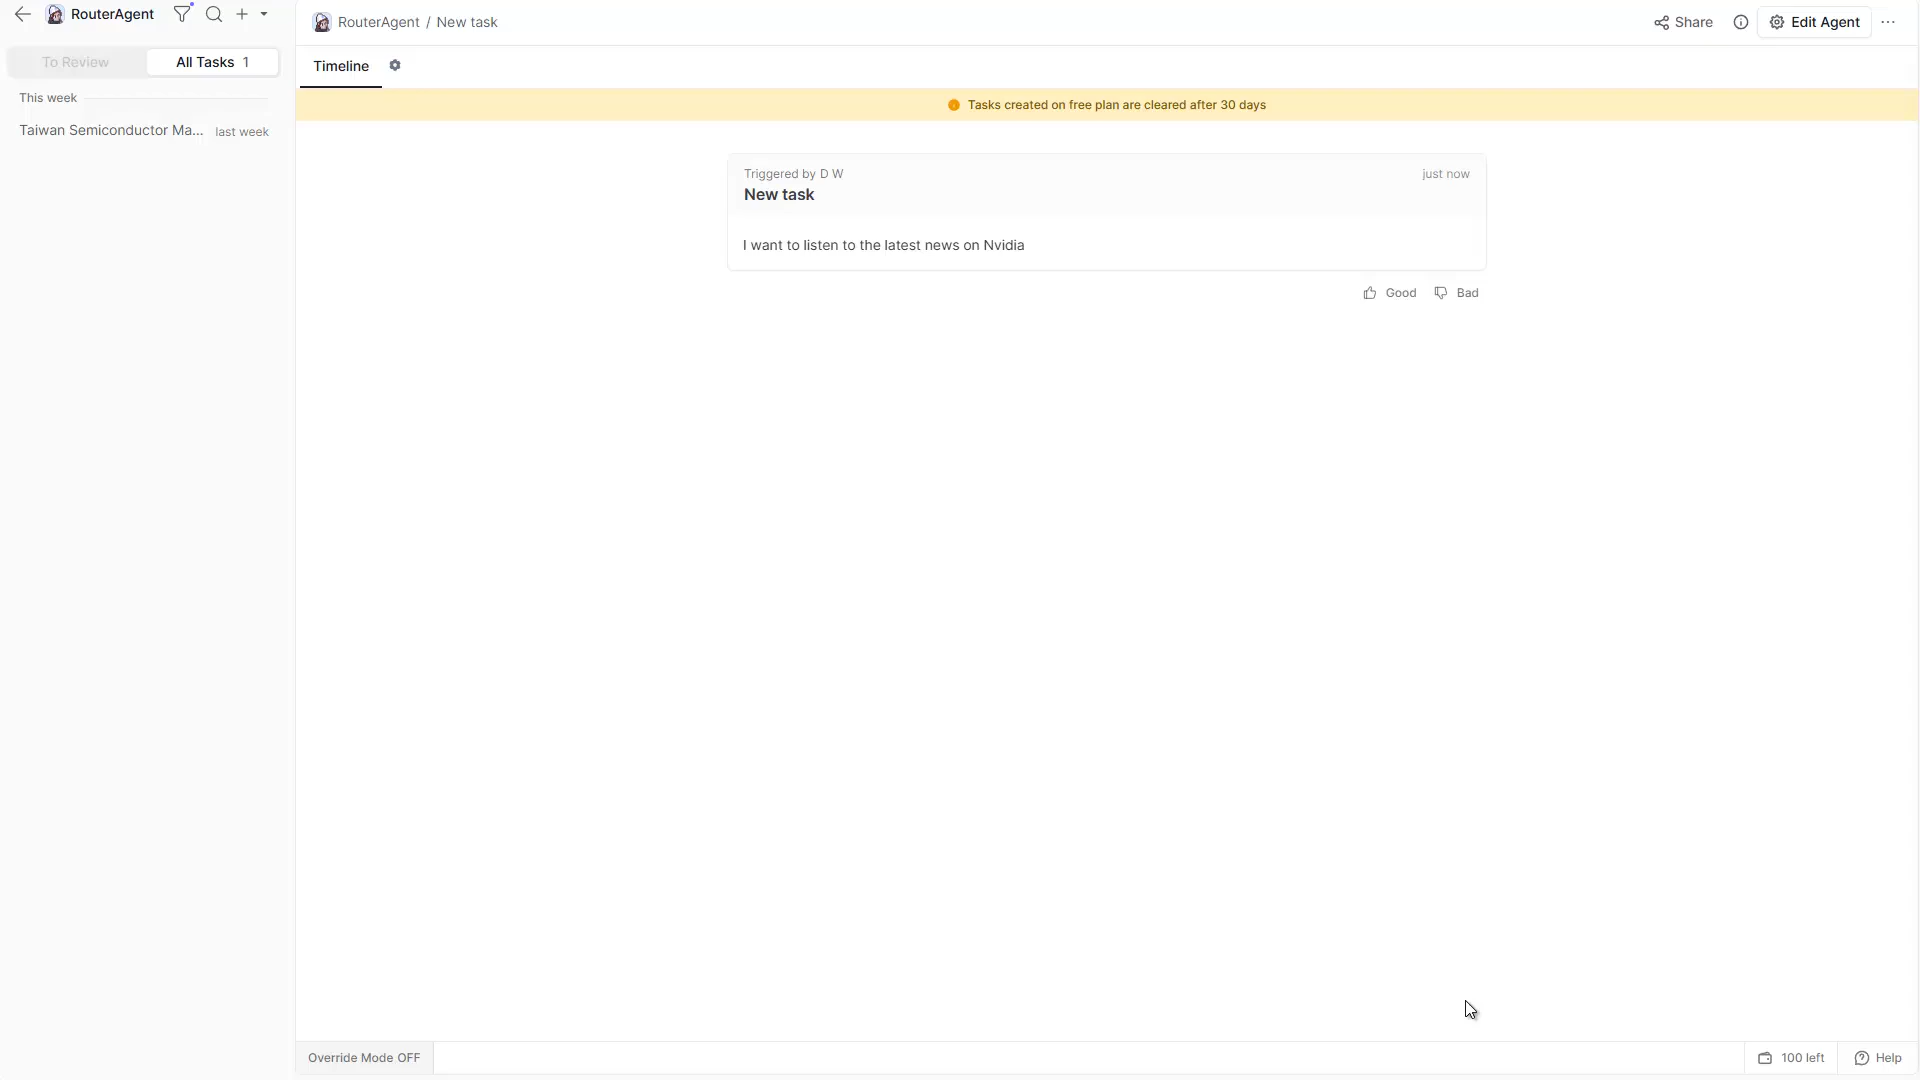 RouterAgent
To Review
All Tasks 1
This week
Taiwan Semiconductor Ma... last week
RouterAgent / New task
Share
Edit Agent
Timeline
Tasks created on free plan are cleared after 30 days
Triggered by D W just now
New task
I want to listen to the latest news on Nvidia
Good Bad
Override Mode OFF
100 left
Help